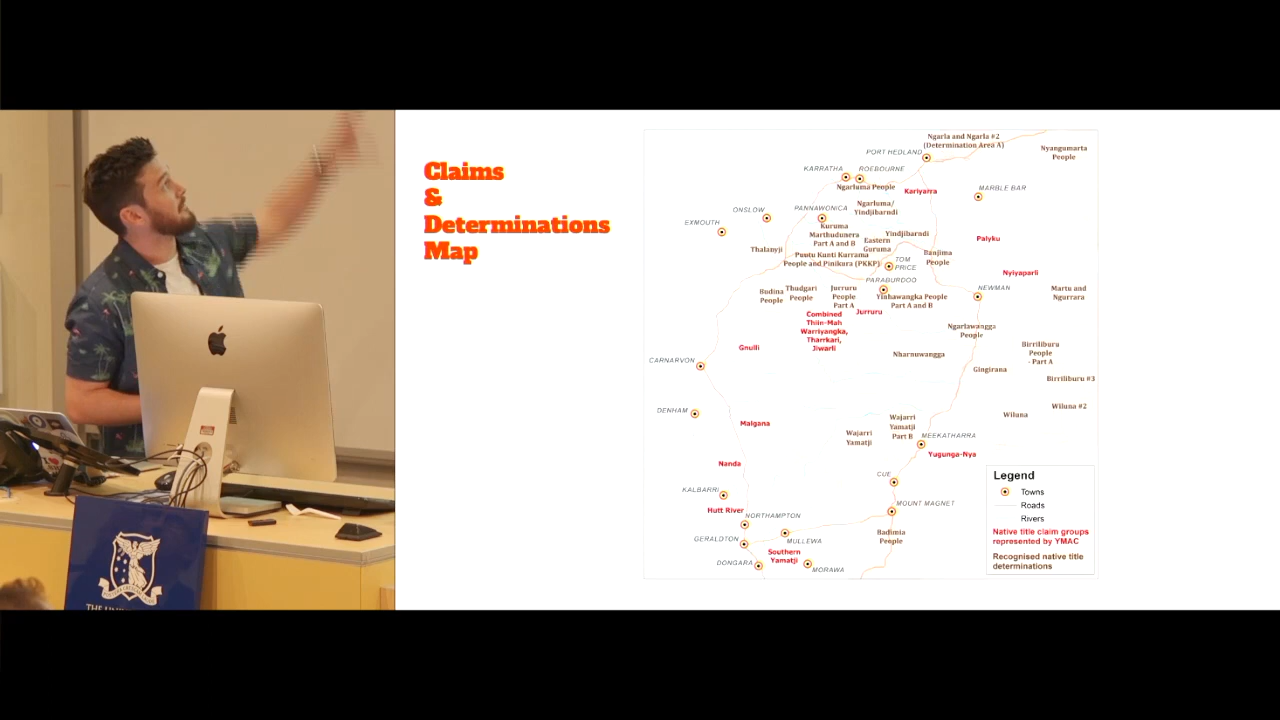 Claims
&
Determinations
Map
Ngarla and Ngarla #2
(Determination Area A)
PORT HEDLAND
Nyangumarta
People
KARRATHA
ROEBOURNE
Ngarluma People
Kariyarra
MARBLE BAR
ONSLOW
PANNAWONICA
Ngarluma/
Yindjibarndi
EXMOUTH
Kuruma
Marthudunera
Part A and B
Yindjibarndi
Palyku
Eastern
Guruma
Thalanyji
Puutu Kunti Kurrama
People and Pinikura (PKKP)
TOM
PRICE
Banjima
People
Nyiyaparli
PARABURDOO
Budina
People
Thudgari
People
Jurruru
People
Part A
Yinhawangka People
Part A and B
NEWMAN
Martu and
Ngurrara
Jurruru
Combined
Thiin-Mah
Warriyangka,
Tharrkari,
Jiwarli
Ngarlawangga
People
Gnulli
Nharnuwangga
Birriliburu
People
- Part A
CARNARVON
Gingirana
Birriliburu #3
DENHAM
Wiluna #2
Wiluna
Malgana
Wajarri
Yamatji
Wajarri
Yamatji
Part B
MEEKATHARRA
Yugunga-Nya
Nanda
CUE
KALBARRI
Hutt River
MOUNT MAGNET
NORTHAMPTON
GERALDTON
MULLEWA
Badimia
People
Southern
Yamatji
DONGARA
MORAWA
Legend
Towns
Roads
Rivers
Native title claim groups
represented by YMAC
Recognised native title
determinations